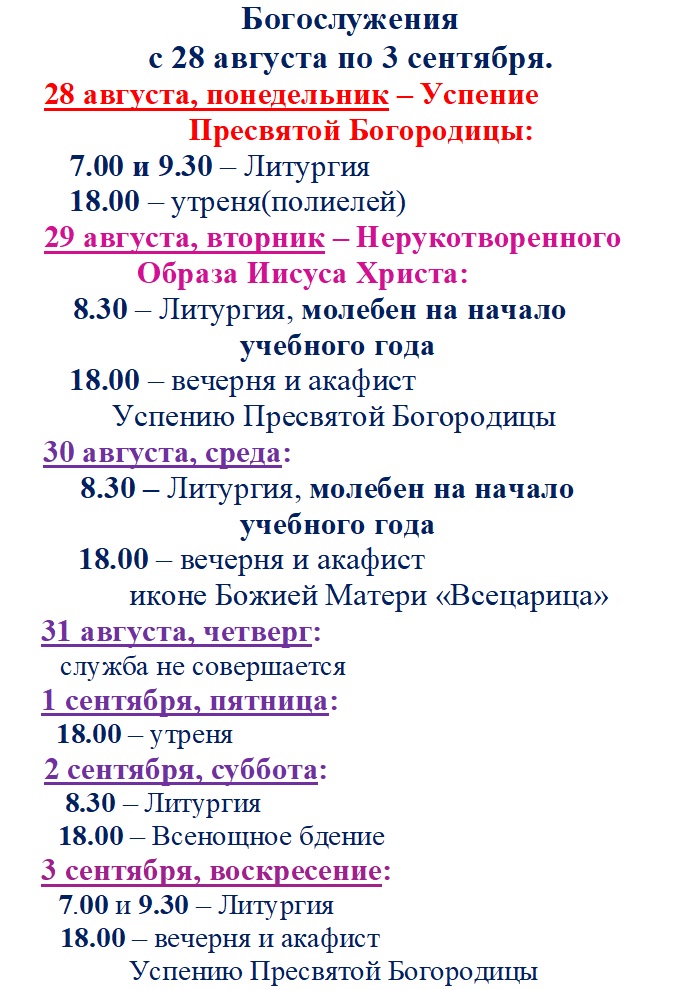 Богослужения
с 28 августа по 3 сентября.
28 августа, понедельник – Успение
Пресвятой Богородицы:
7.00 и 9.30 – Литургия
18.00 – утреня(полиелей)
29 августа, вторник – Нерукотворенного
Образа Иисуса Христа:
8.30 – Литургия, молебен на начало
учебного года
18.00 – вечерня и акафист
Успению Пресвятой Богородицы
30 августа, среда:
8.30 – Литургия, молебен на начало
учебного года
18.00 – вечерня и акафист
иконе Божией Матери «Всецарица»
31 августа, четверг:
служба не совершается
1 сентября, пятница:
18.00 – утреня
2 сентября, суббота:
8.30 – Литургия
18.00 – Всенощное бдение
3 сентября, воскресение:
7.00 и 9.30 – Литургия
18.00 – вечерня и акафист
Успению Пресвятой Богородицы